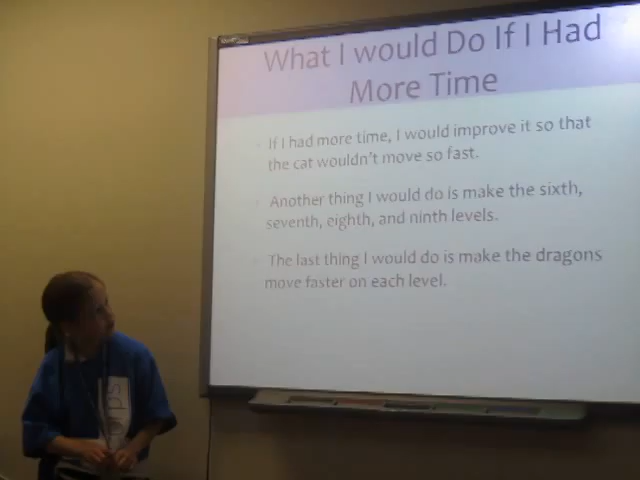 What I would Do If I Had
More Time
If I had more time, I would improve it so that
the cat wouldn't move so fast.
Another thing I would do is make the sixth,
seventh, eighth, and ninth levels.
The last thing I would do is make the dragons
move faster on each level.